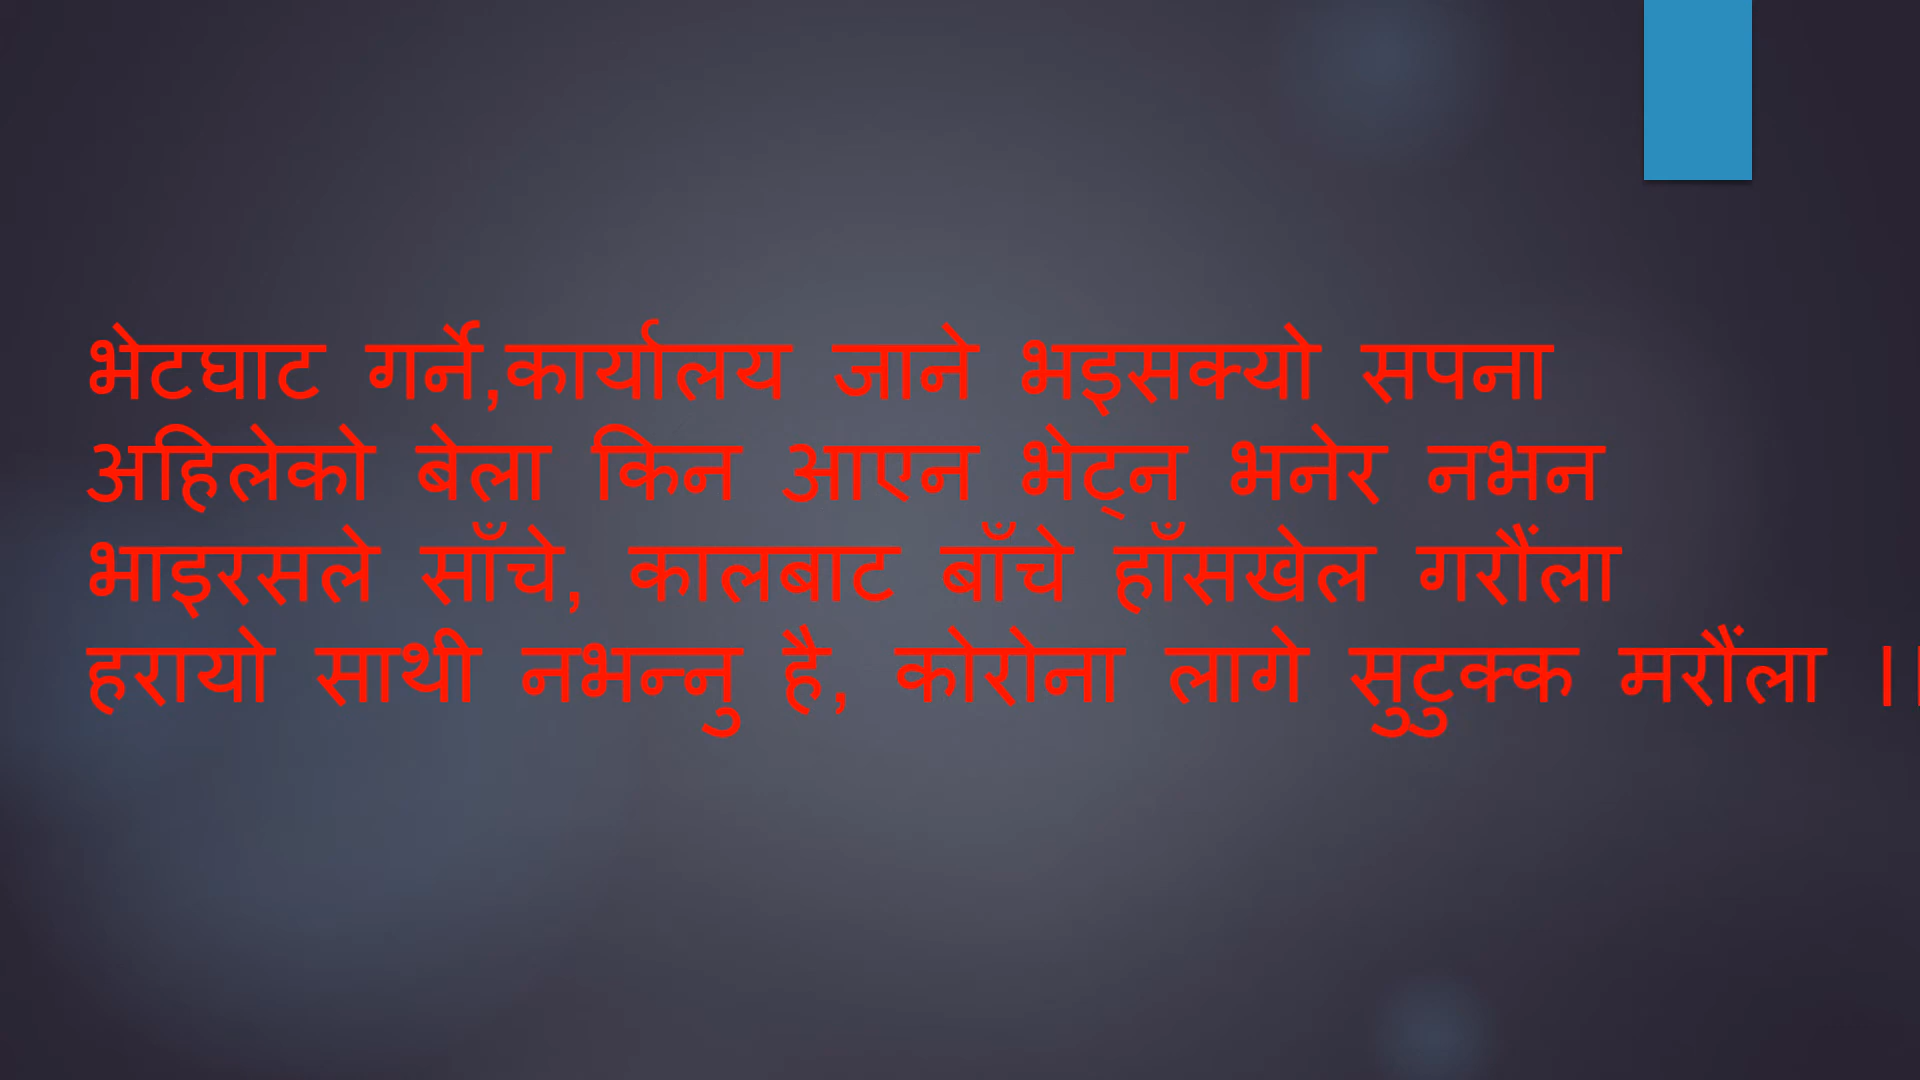 भेटघाट गर्ने,कार्यालय जाने भइसक्यो सपना
अहिलेको बेला किन आएन भेट्न भनेर नभन
भाइरसले साँचे, कालबाट बाँचे हाँसखेल गरौंला
हरायो साथी नभन्नु है, कोरोना लागे सुटुक्क मरौंला ।।